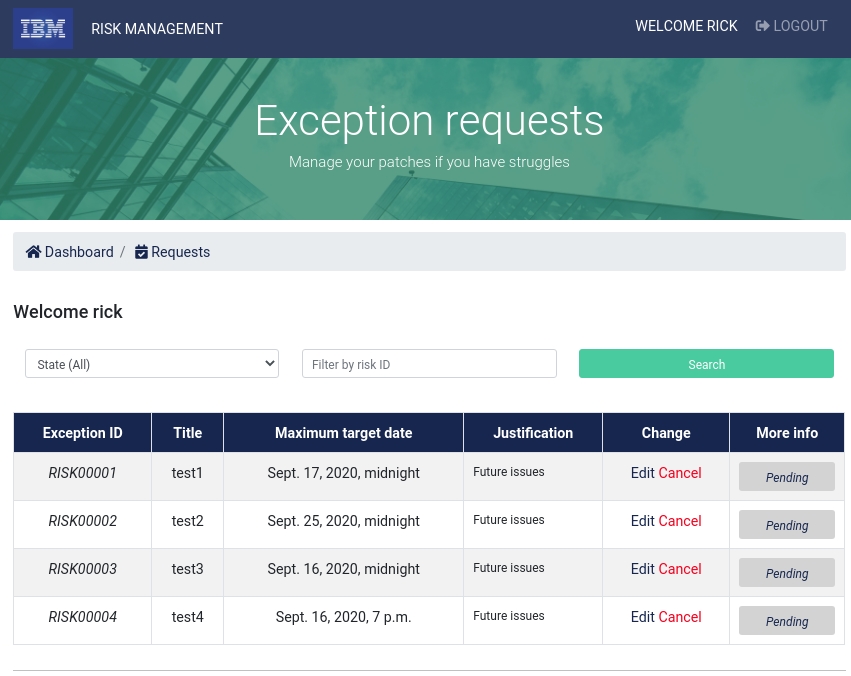 IBM RISK MANAGEMENT WELCOME RICK LOGOUT
Exception requests
Manage your patches if you have struggles
Dashboard / Requests
Welcome rick
State (All) Filter by risk ID Search
Exception ID Title Maximum target date Justification Change More info
RISK00001 test1 Sept. 17, 2020, midnight Future issues Edit Cancel Pending
RISK00002 test2 Sept. 25, 2020, midnight Future issues Edit Cancel Pending
RISK00003 test3 Sept. 16, 2020, midnight Future issues Edit Cancel Pending
RISK00004 test4 Sept. 16, 2020, 7 p.m. Future issues Edit Cancel Pending